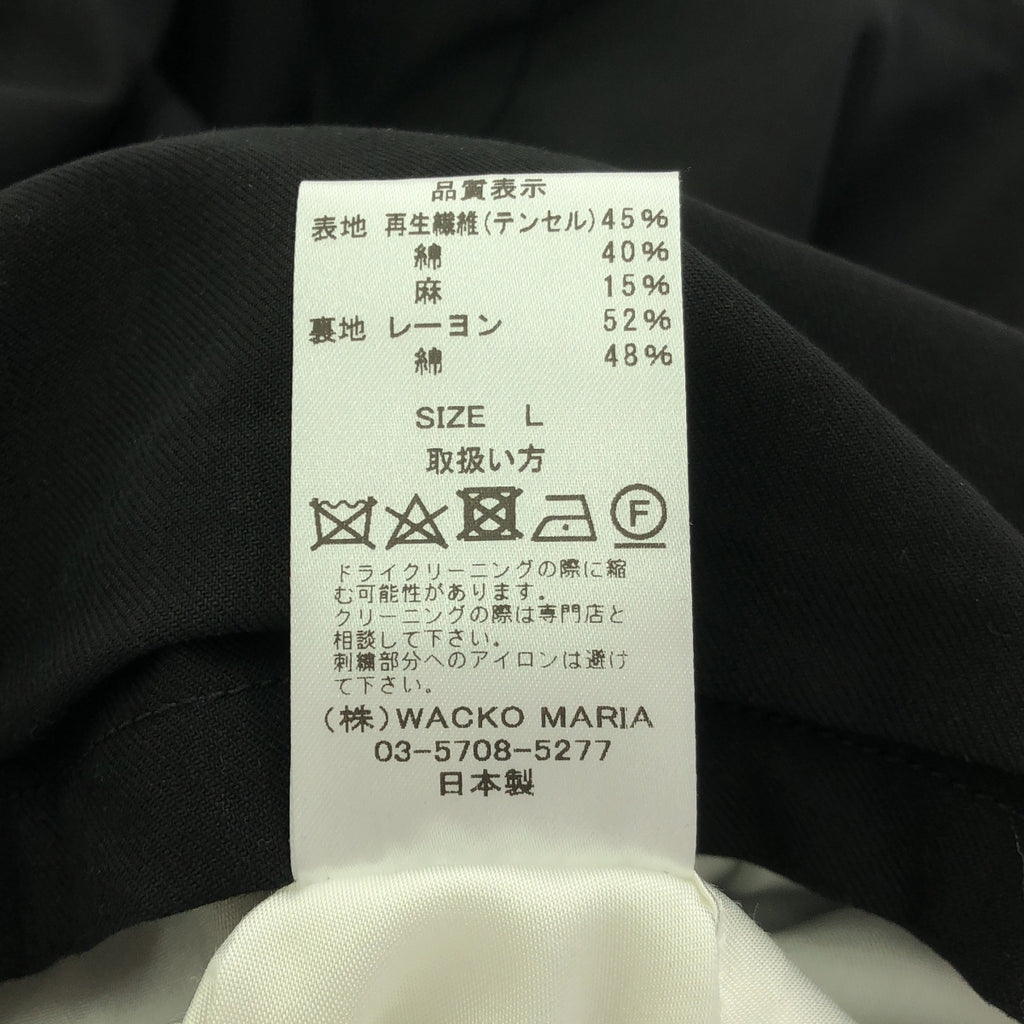 品質表示
表地 再生繊維(テンセル)45%
綿 40%
麻 15%
裏地 レーヨン 52%
綿 48%
SIZE L
取扱い方
F
ドライクリーニングの際に縮
む可能性があります。
クリーニングの際は専門店と
相談して下さい。
刺繍部分へのアイロンは避け
て下さい。
(株)WACKO MARIA
03-5708-5277
日本製